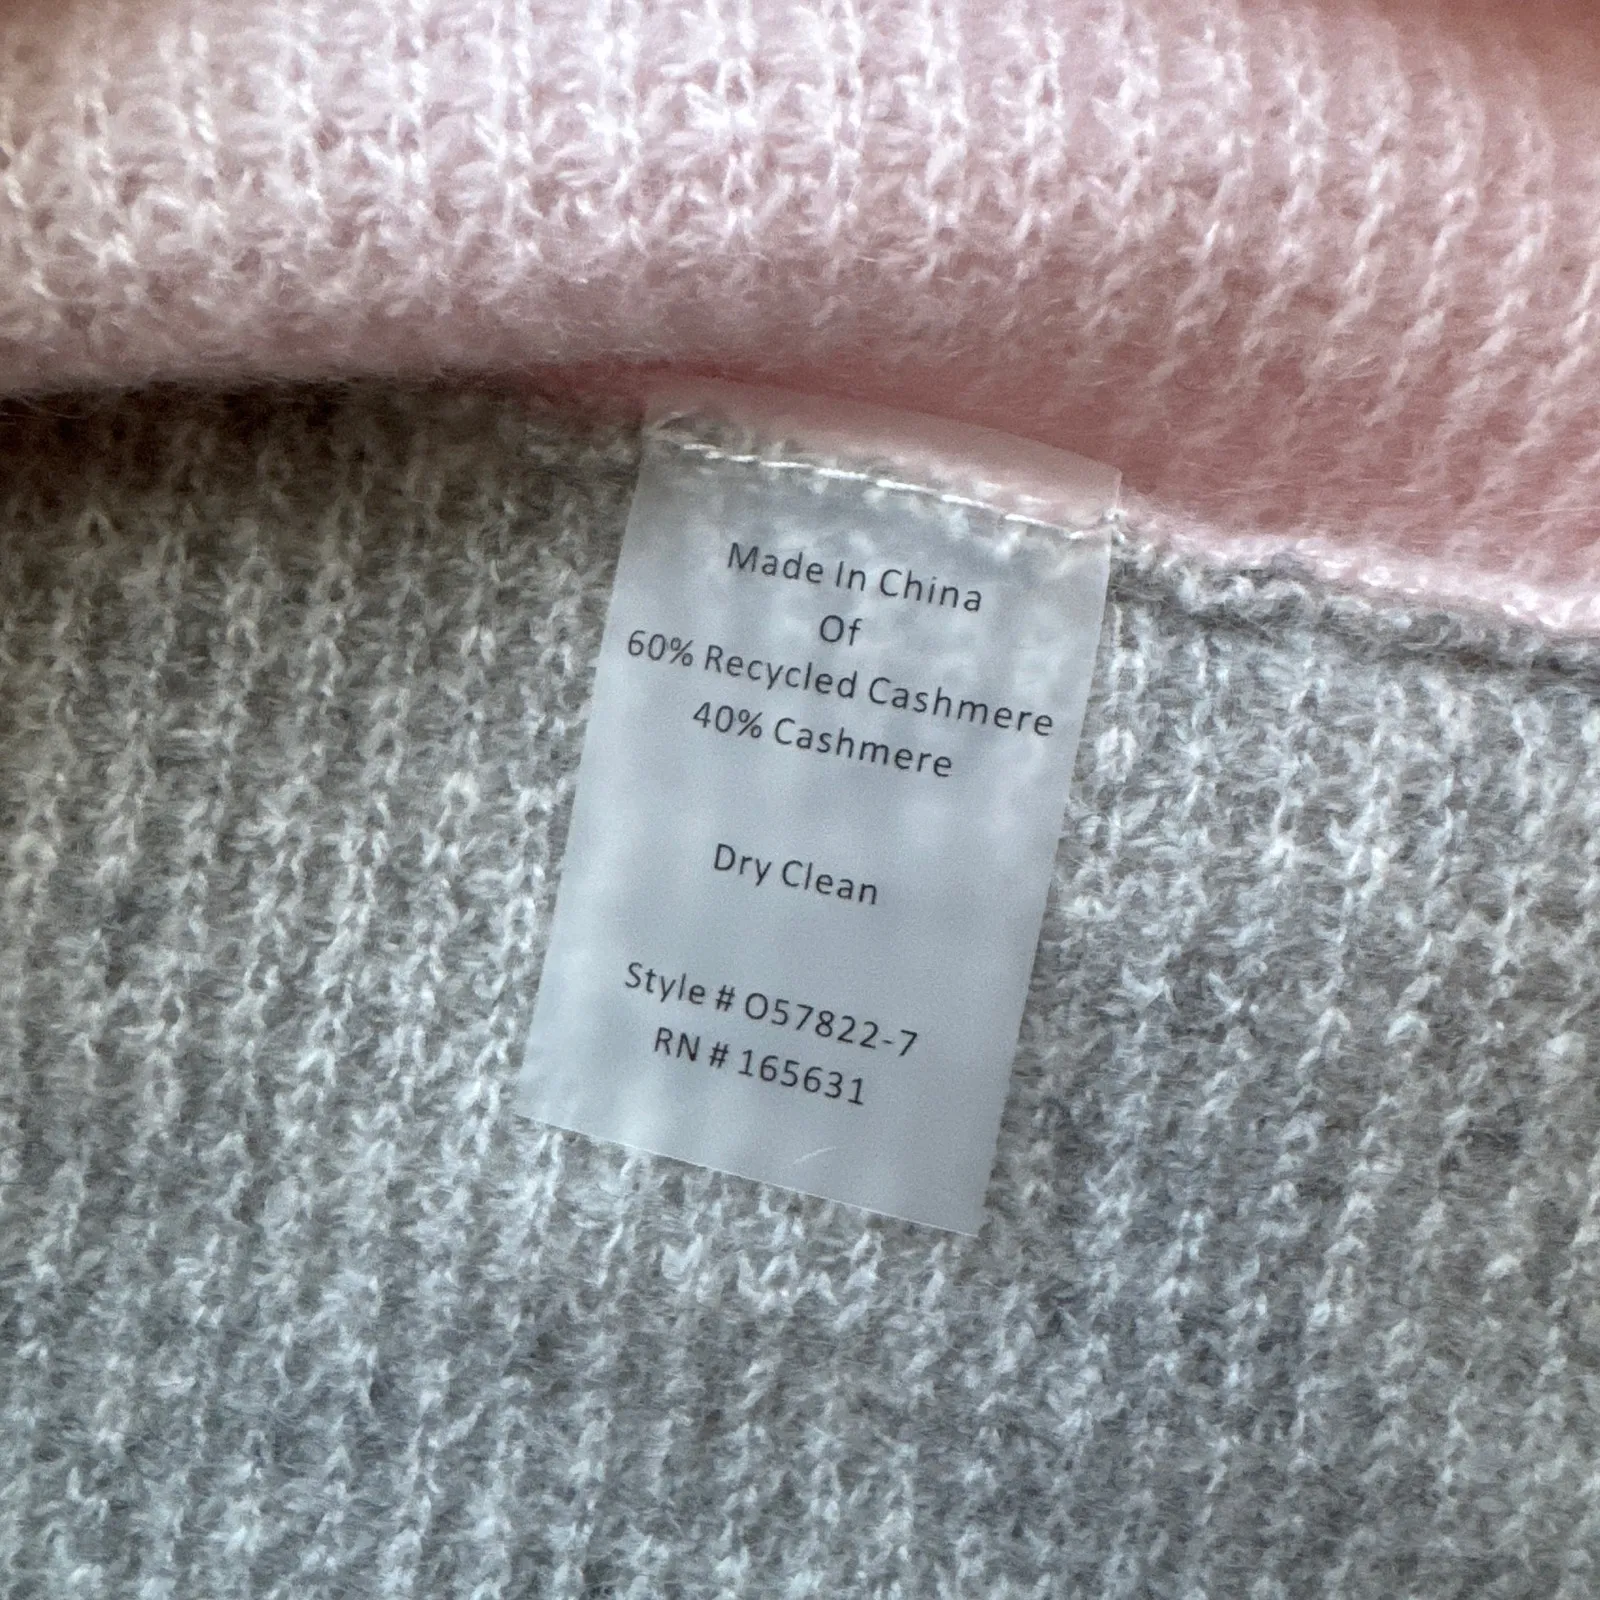 Made In China
Of
60% Recycled Cashmere
40% Cashmere
Dry Clean
Style # O57822-7
RN # 165631